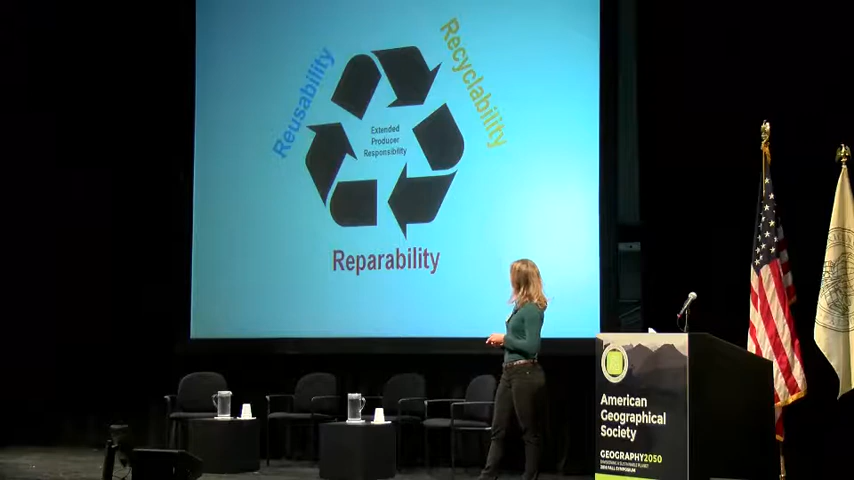 Reusability
Recyclability
Extended
Producer
Responsibility
Reparability
American
Geographical
Society
GEOGRAPHY2050